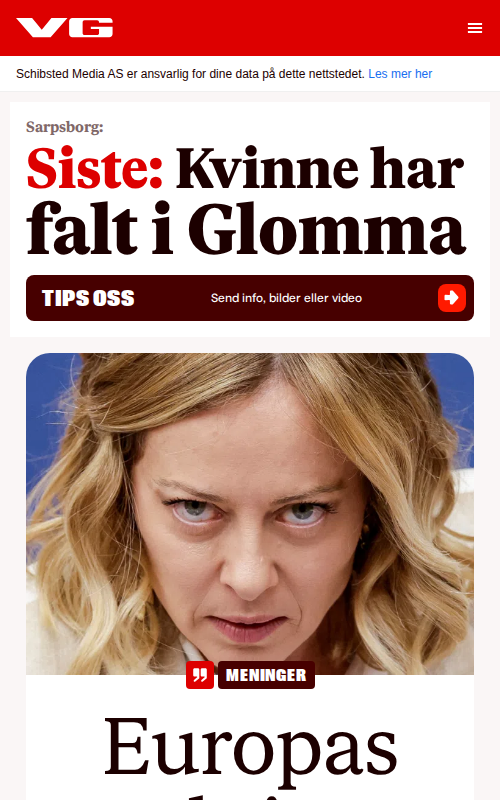 VG
Schibsted Media AS er ansvarlig for dine data på dette nettstedet. Les mer her
Sarpsborg:
Siste: Kvinne har
falt i Glomma
TIPS OSS
Send info, bilder eller video
MENINGER
Europas